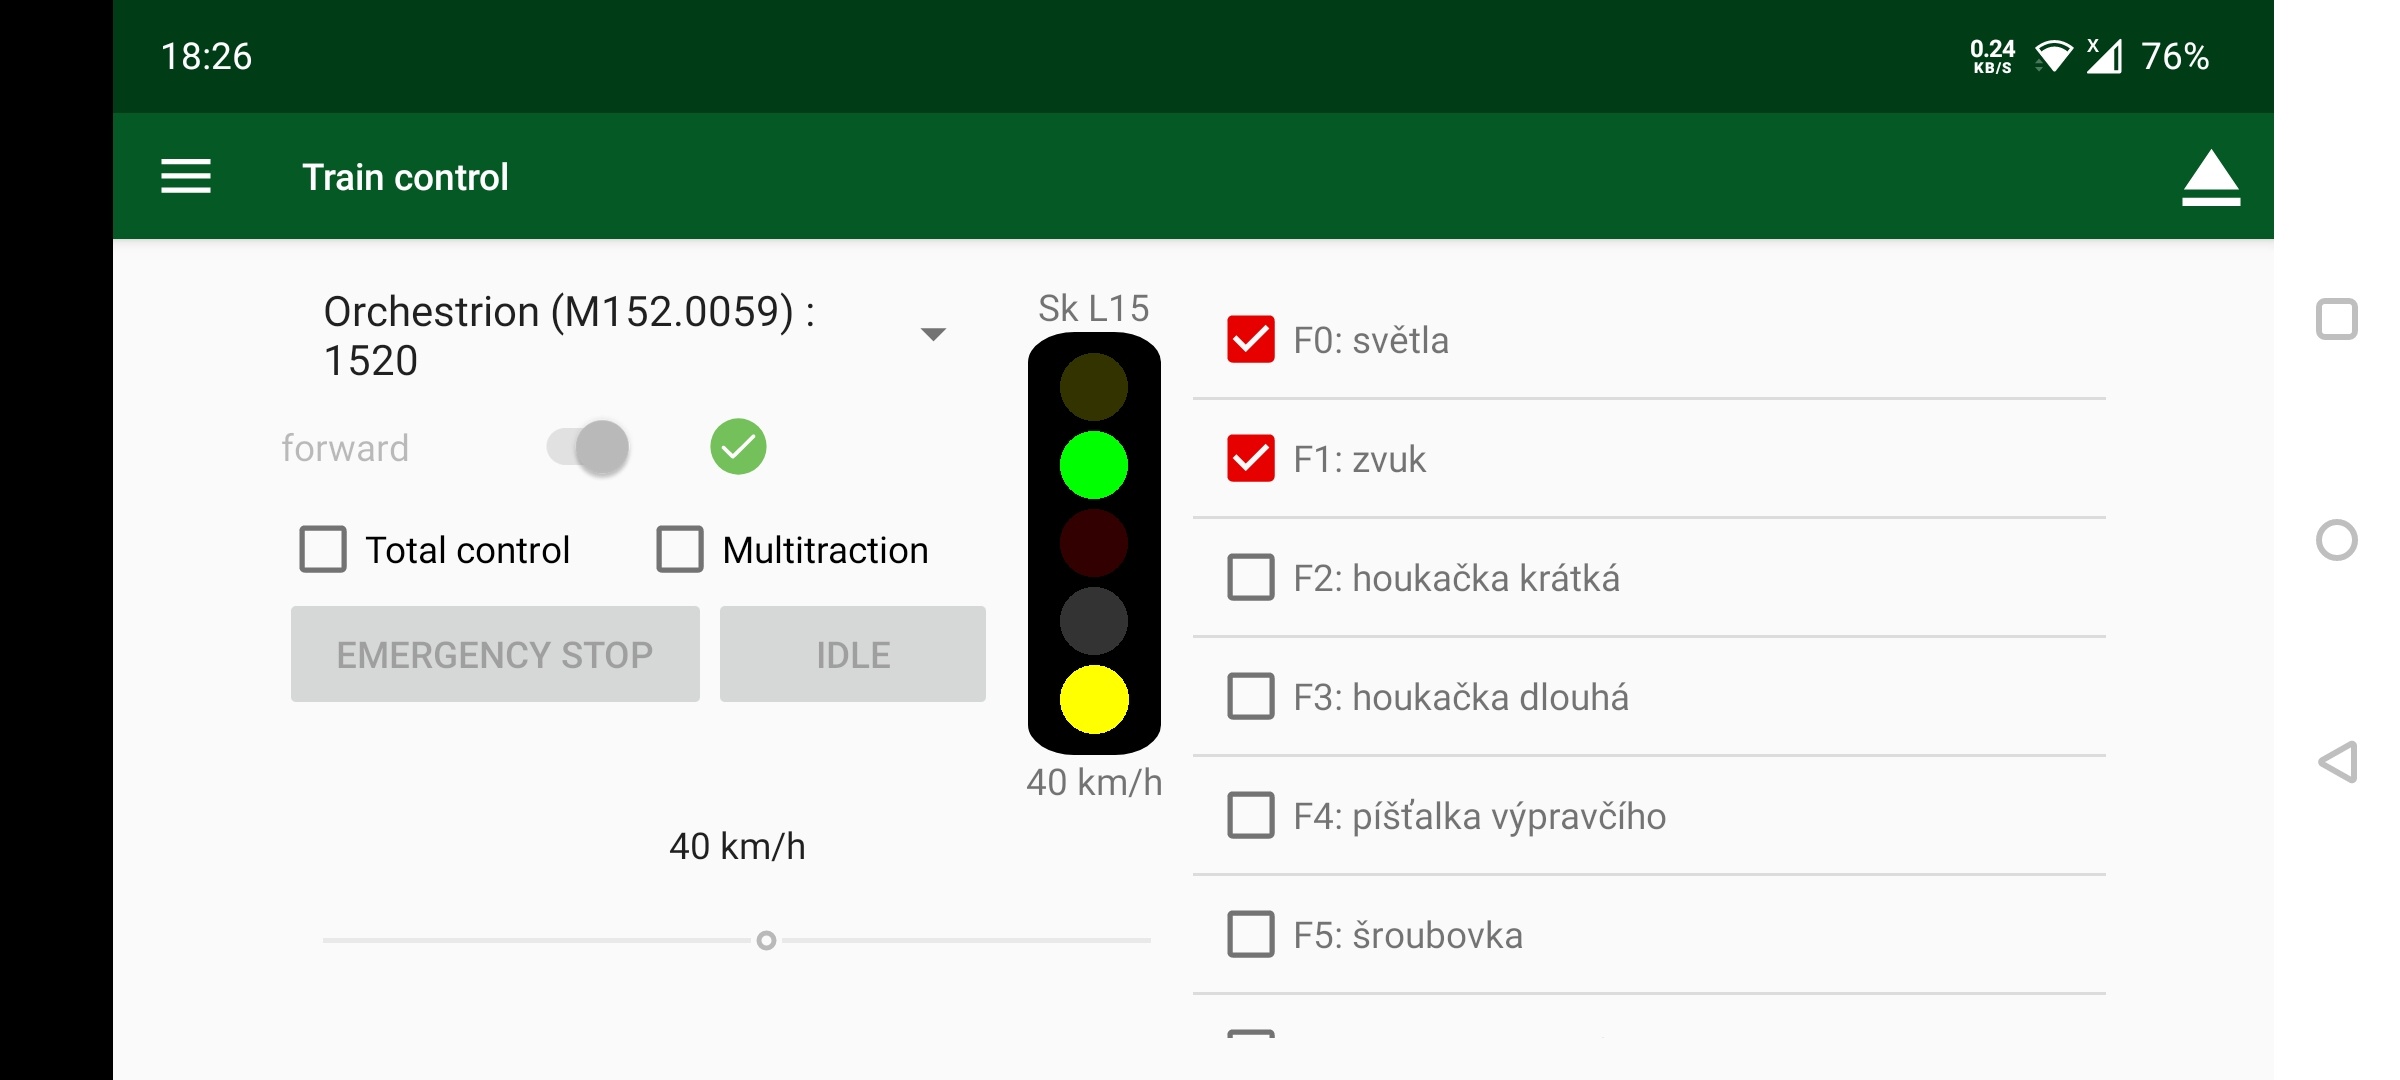 18:26
0.24
KB/S
X
76%
Train control
Orchestrion (M152.0059) :
1520
forward
Total control
Multitraction
EMERGENCY STOP
IDLE
40 km/h
Sk L15
40 km/h
F0: světla
F1: zvuk
F2: houkačka krátká
F3: houkačka dlouhá
F4: píšťalka výpravčího
F5: šroubovka